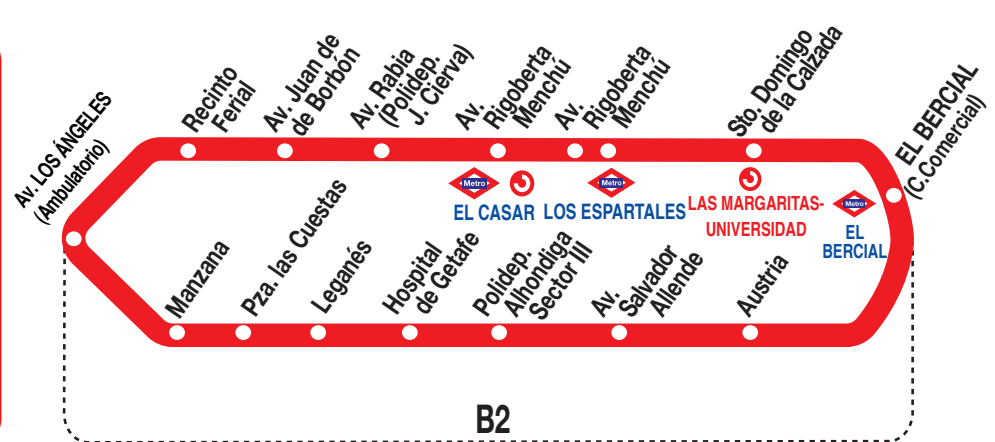 Av. LOS ÁNGELES
(Ambulatorio)
Recinto
Ferial
Av. Juan de
de Borbón
Av. Rabia
(Polidep.
J. Cierva)
Av.
Rigoberta
Menchú
Av.
Rigoberta
Menchú
Sto. Domingo
de la Calzada
EL BERCIAL
(C.Comercial)
Metro
EL CASAR
Metro
LOS ESPARTALES
LAS MARGARITAS-
UNIVERSIDAD
Metro
EL
BERCIAL
Manzana
Pza. las Cuestas
Leganés
Hospital
de Getafe
Polidep.
Alhondiga
Sector III
Av.
Salvador
Allende
Austria
B2